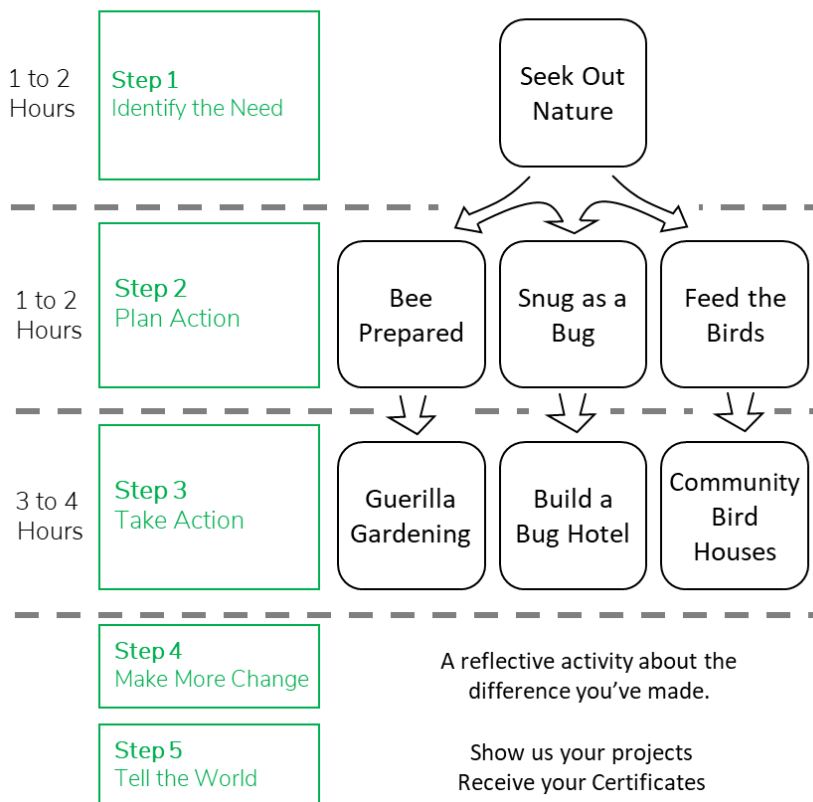 1 to 2
Hours
Step 1
Identify the Need
Seek Out
Nature
1 to 2
Hours
Step 2
Plan Action
Bee
Prepared
Snug as a
Bug
Feed the
Birds
3 to 4
Hours
Step 3
Take Action
Guerilla
Gardening
Build a
Bug Hotel
Community
Bird
Houses
Step 4
Make More Change
A reflective activity about the
difference you've made.
Step 5
Tell the World
Show us your projects
Receive your Certificates